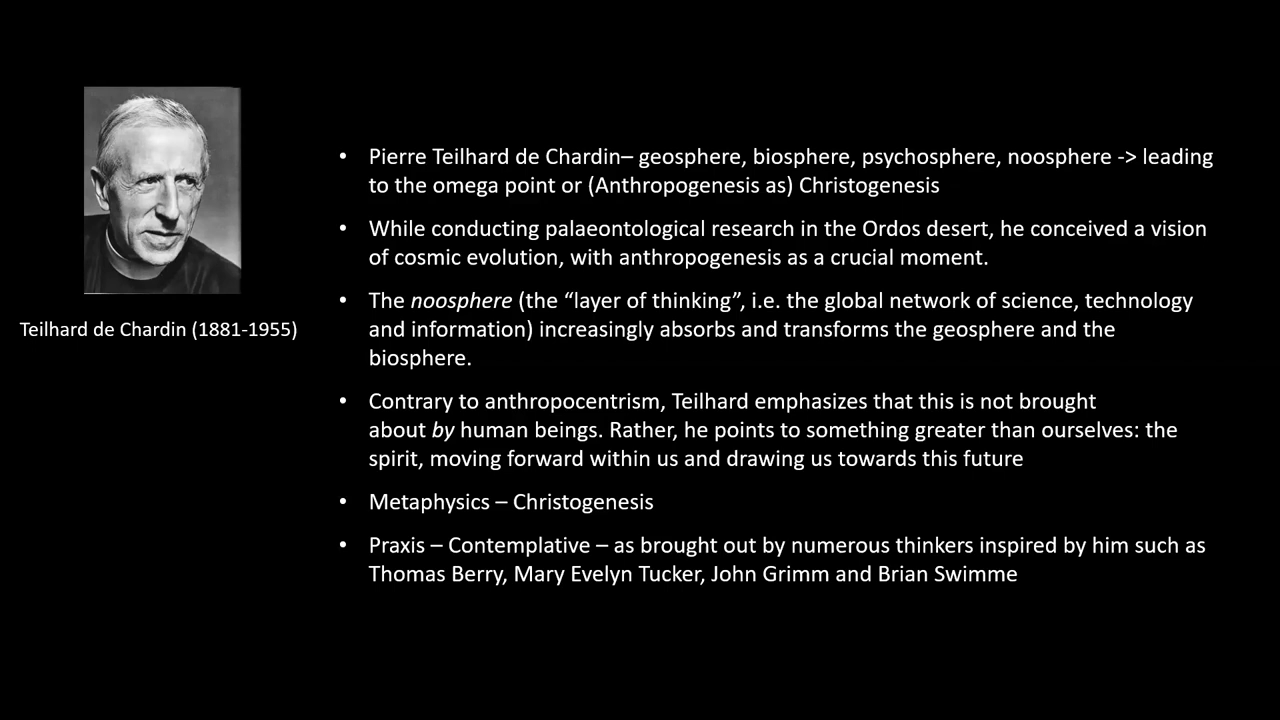 Teilhard de Chardin (1881-1955)
• Pierre Teilhard de Chardin– geosphere, biosphere, psychosphere, noosphere -> leading
to the omega point or (Anthropogenesis as) Christogenesis
• While conducting palaeontological research in the Ordos desert, he conceived a vision
of cosmic evolution, with anthropogenesis as a crucial moment.
• The noosphere (the “layer of thinking”, i.e. the global network of science, technology
and information) increasingly absorbs and transforms the geosphere and the
biosphere.
• Contrary to anthropocentrism, Teilhard emphasizes that this is not brought
about by human beings. Rather, he points to something greater than ourselves: the
spirit, moving forward within us and drawing us towards this future
• Metaphysics – Christogenesis
• Praxis – Contemplative – as brought out by numerous thinkers inspired by him such as
Thomas Berry, Mary Evelyn Tucker, John Grimm and Brian Swimme